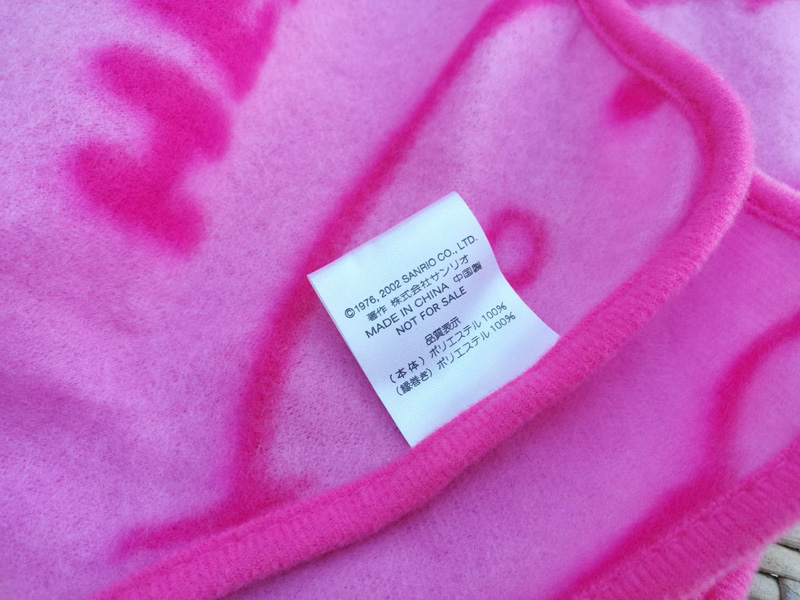 ©1976, 2002 SANRIO CO., LTD.
著作 株式会社サンリオ
MADE IN CHINA 中国製
NOT FOR SALE
品質表示
(本体) ポリエステル 100%
(縁巻き) ポリエステル 100%